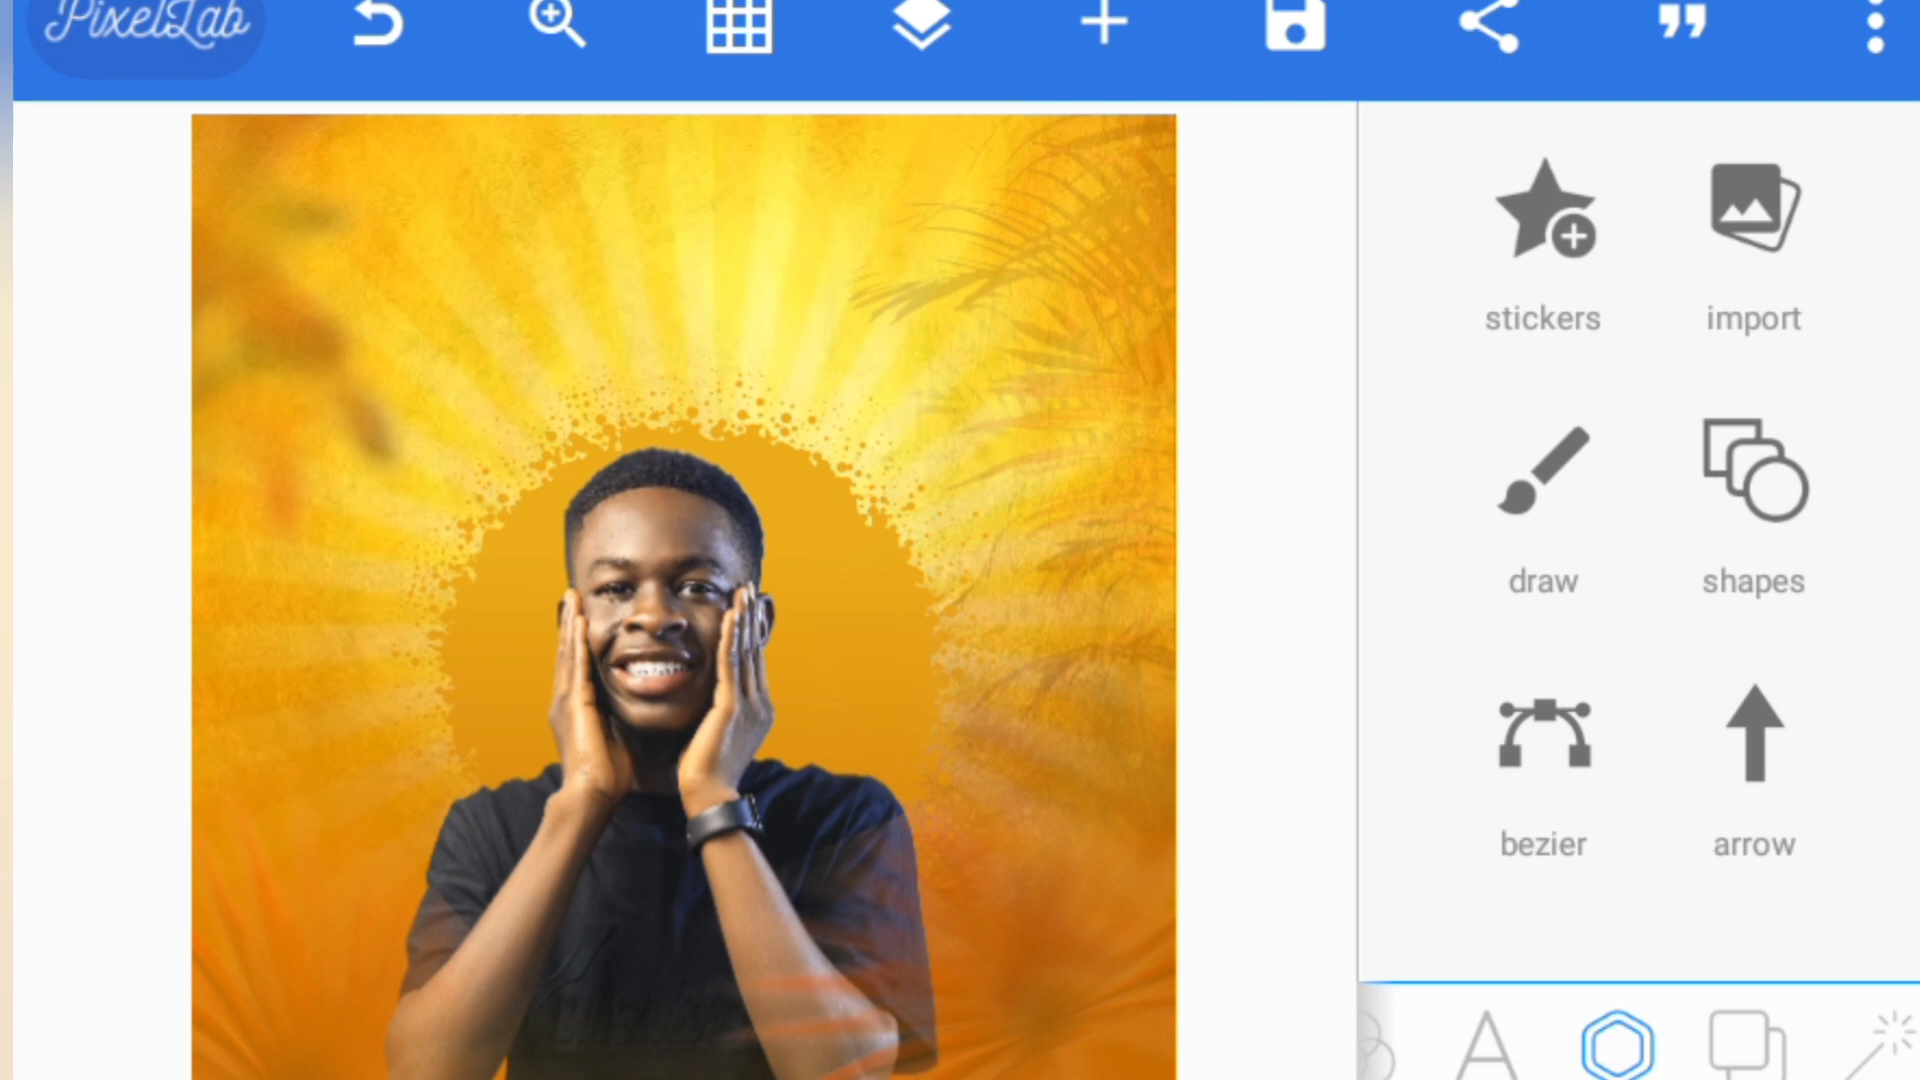 PixelLab
stickers
import
draw
shapes
bezier
arrow